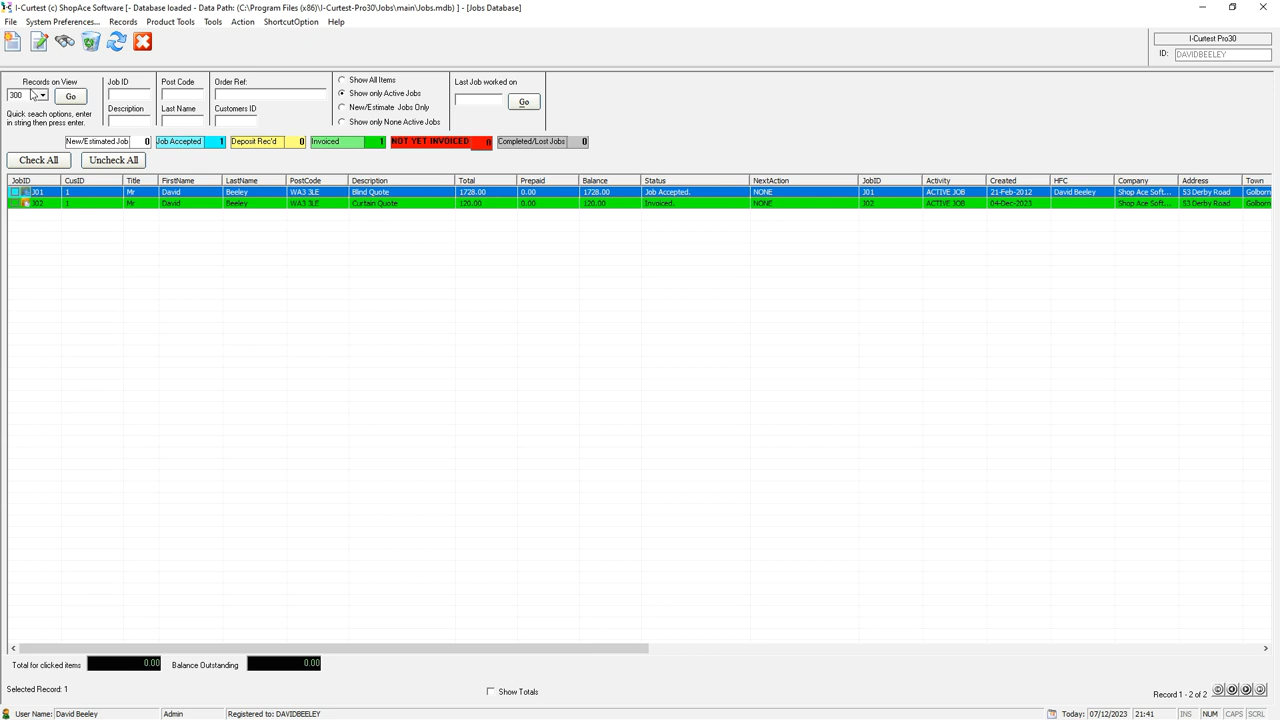 I-Curtest (c) ShopAce Software [- Database loaded - Data Path: (C:\Program Files (x86)\I-Curtest-Pro30\Jobs\main\Jobs.mdb) ] - [Jobs Database]
File System Preferences... Records Product Tools Tools Action ShortcutOption Help
I-Curtest Pro30
ID: DAVIDBEELEY
Records on View Job ID Post Code Order Ref: Show All Items Last Job worked on
300 Go Show only Active Jobs Go
Description Last Name Customers ID New/Estimate Jobs Only
Quick seach options, enter in string then press enter. Show only None Active Jobs
New/Estimated Job 0 Job Accepted 1 Deposit Rec'd 0 Invoiced 1 NOT YET INVOICED 0 Completed/Lost Jobs 0
Check All Uncheck All
JobID CusID Title FirstName LastName PostCode Description Total Prepaid Balance Status NextAction JobID Activity Created HFC Company Address Town
J01 1 Mr David Beeley WA3 3LE Blind Quote 1728.00 0.00 1728.00 Job Accepted. NONE J01 ACTIVE JOB 21-Feb-2012 David Beeley Shop Ace Soft... 53 Derby Road Golborn
J02 1 Mr David Beeley WA3 3LE Curtain Quote 120.00 0.00 120.00 Invoiced. NONE J02 ACTIVE JOB 04-Dec-2023 Shop Ace Soft... 53 Derby Road Golborn
Total for clicked items 0.00 Balance Outstanding 0.00
Selected Record: 1 Show Totals Record 1 - 2 of 2
User Name: David Beeley Admin Registered to: DAVIDBEELEY Today: 07/12/2023 21:41 INS NUM CAPS SCRL